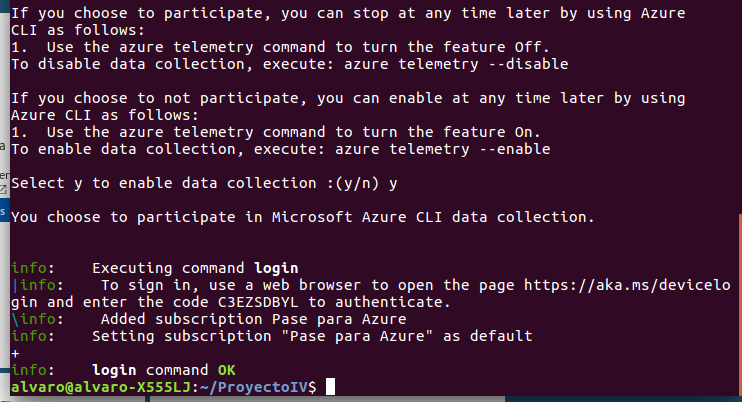 If you choose to participate, you can stop at any time later by using Azure
CLI as follows:
1.  Use the azure telemetry command to turn the feature Off.
To disable data collection, execute: azure telemetry --disable

If you choose to not participate, you can enable at any time later by using
Azure CLI as follows:
1.  Use the azure telemetry command to turn the feature On.
To enable data collection, execute: azure telemetry --enable

Select y to enable data collection :(y/n) y

You choose to participate in Microsoft Azure CLI data collection.

info:    Executing command login
|info:    To sign in, use a web browser to open the page https://aka.ms/devicelo
gin and enter the code C3EZSDBYL to authenticate.
\info:    Added subscription Pase para Azure
info:    Setting subscription "Pase para Azure" as default
+
info:    login command OK
alvaro@alvaro-X555LJ:~/ProyectoIV$